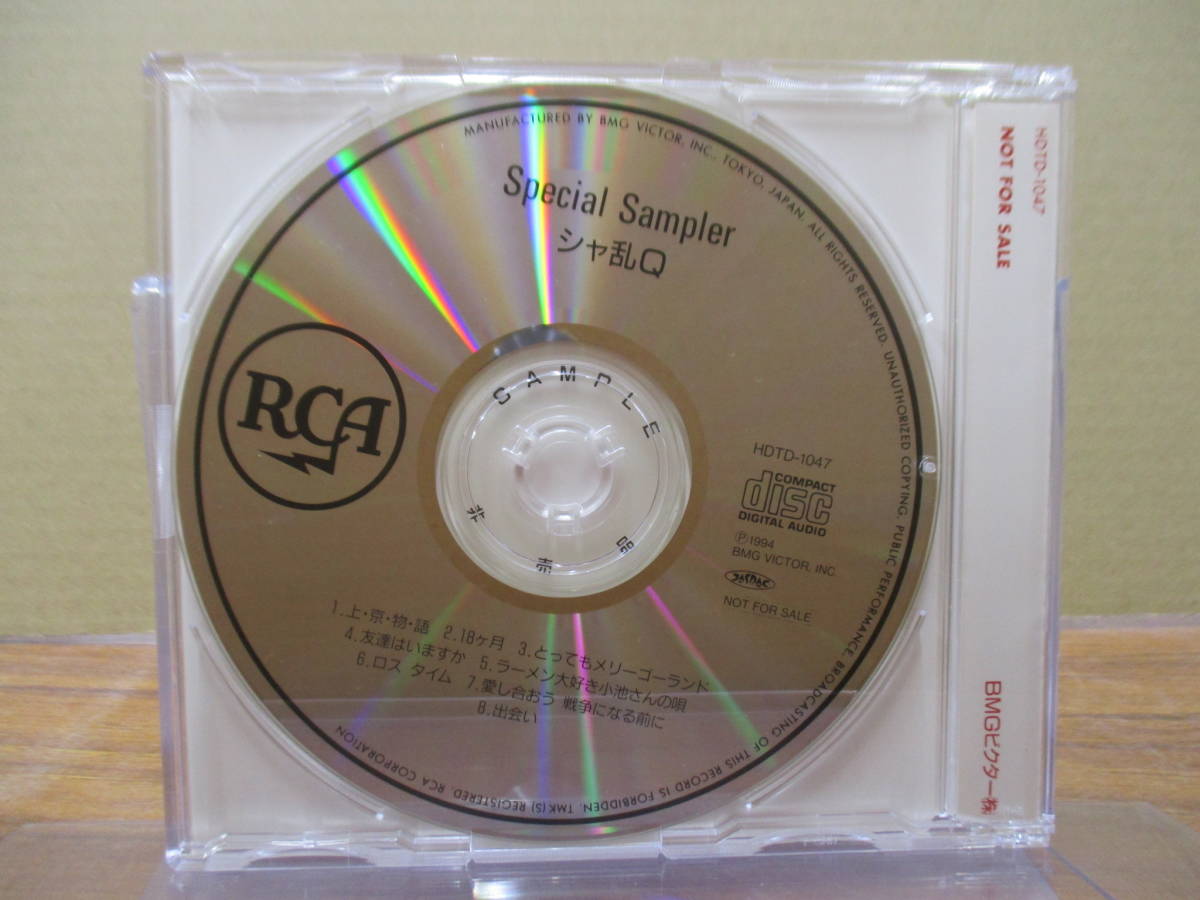 MANUFACTURED BY BMG VICTOR, INC., TOKYO, JAPAN. ALL RIGHTS RESERVED. UNAUTHORIZED COPYING, PUBLIC PERFORMANCE, BROADCASTING OF THIS RECORD IS FORBIDDEN. TMK(S) REGISTERED. RCA CORPORATION
Special Sampler
シャ乱Q
RCA
SAMPLE
非売品
HDTD-1047
COMPACT
disc
DIGITAL AUDIO
Ⓟ1994
BMG VICTOR, INC.
JASRAC
NOT FOR SALE
1.上・京・物・語 2.18ヶ月 3.とってもメリーゴーランド
4.友達はいますか 5.ラーメン大好き小池さんの唄
6.ロス タイム 7.愛し合おう 戦争になる前に
8.出会い
HDTD-1047
NOT FOR SALE
BMGビクター㈱